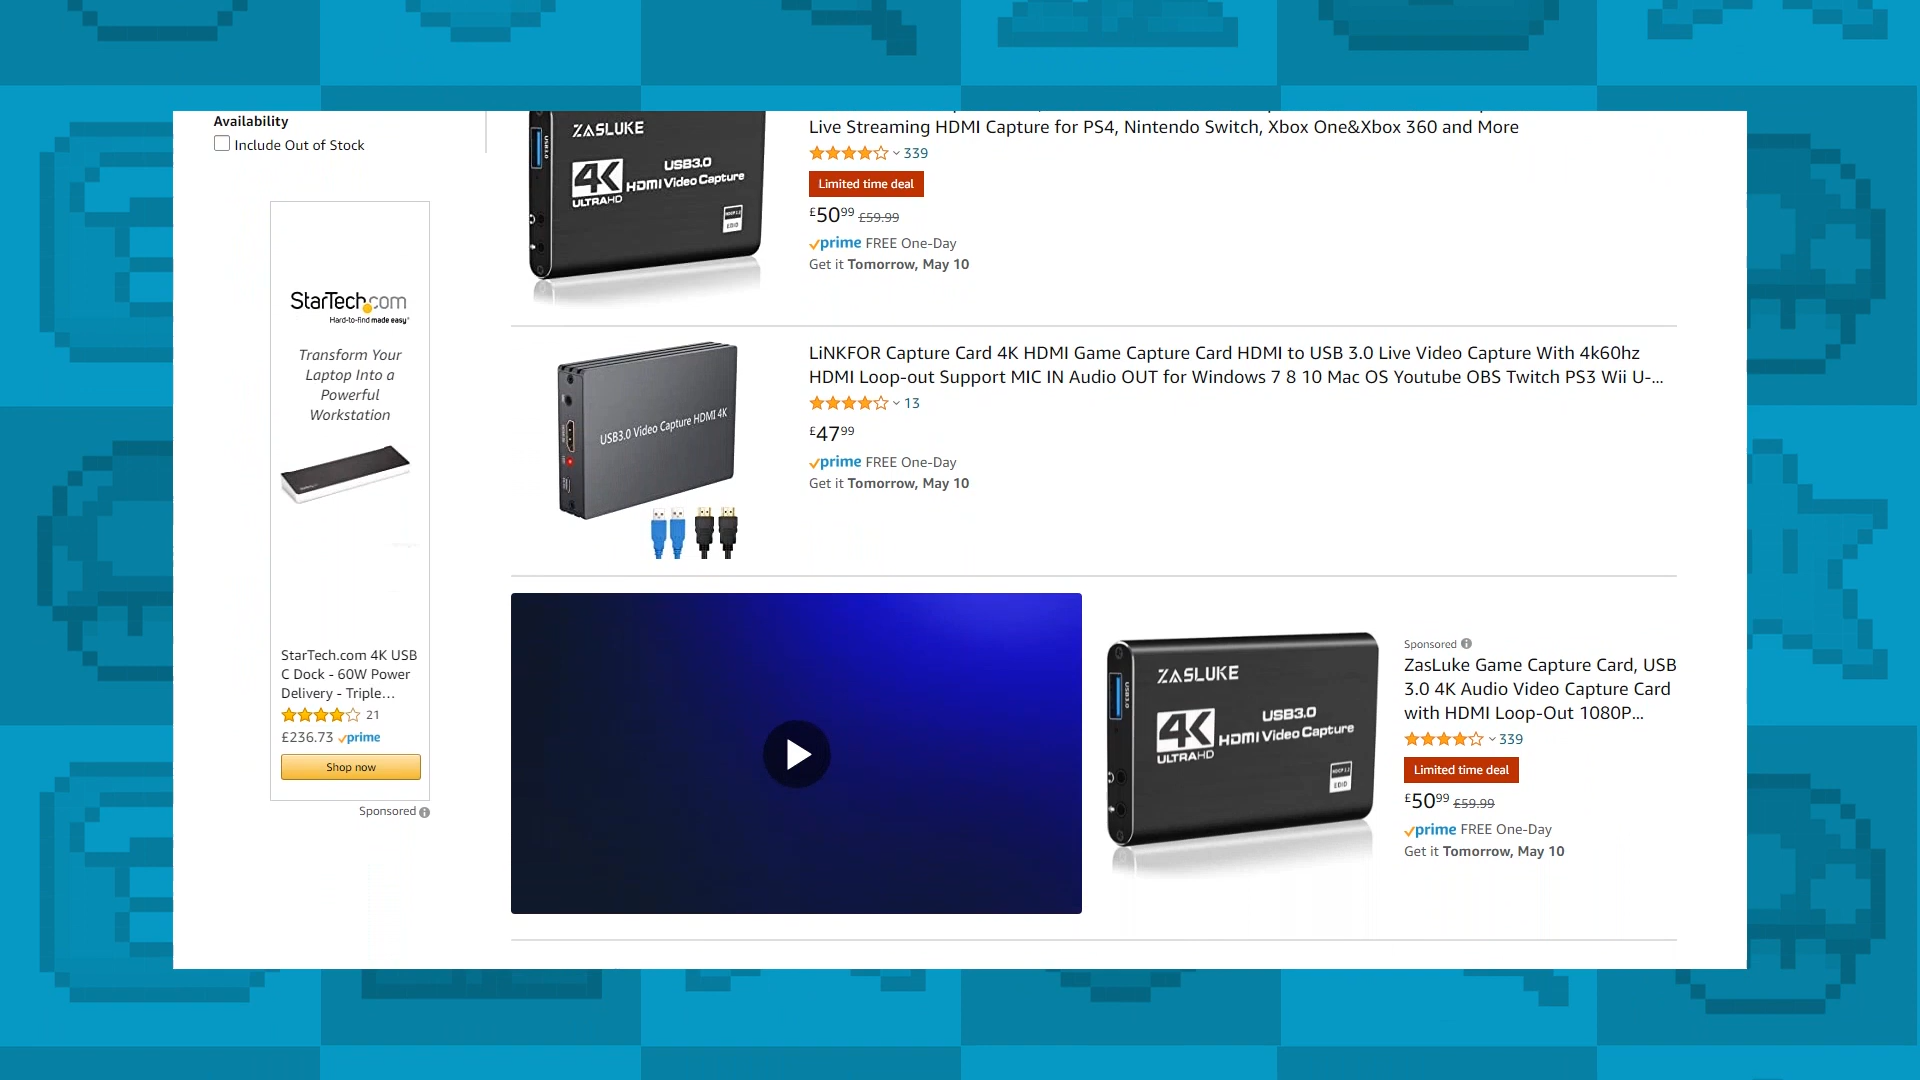 Availability
Include Out of Stock
StarTech.com
Hard-to-find made easy®
Transform Your
Laptop Into a
Powerful
Workstation
StarTech.com 4K USB
C Dock - 60W Power
Delivery - Triple...
21
£236.73 prime
Shop now
Sponsored
ZASLUKE
USB3.0
4K
ULTRAHD
USB3.0
HDMI Video Capture
EDID
Live Streaming HDMI Capture for PS4, Nintendo Switch, Xbox One&Xbox 360 and More
339
Limited time deal
£50.99 £59.99
prime FREE One-Day
Get it Tomorrow, May 10
USB3.0 Video Capture HDMI 4K
LiNKFOR Capture Card 4K HDMI Game Capture Card HDMI to USB 3.0 Live Video Capture With 4k60hz
HDMI Loop-out Support MIC IN Audio OUT for Windows 7 8 10 Mac OS Youtube OBS Twitch PS3 Wii U-...
13
£47.99
prime FREE One-Day
Get it Tomorrow, May 10
ZASLUKE
USB3.0
4K
ULTRAHD
USB3.0
HDMI Video Capture
HDCP 2.2
EDID
Sponsored
ZasLuke Game Capture Card, USB
3.0 4K Audio Video Capture Card
with HDMI Loop-Out 1080P...
339
Limited time deal
£50.99 £59.99
prime FREE One-Day
Get it Tomorrow, May 10